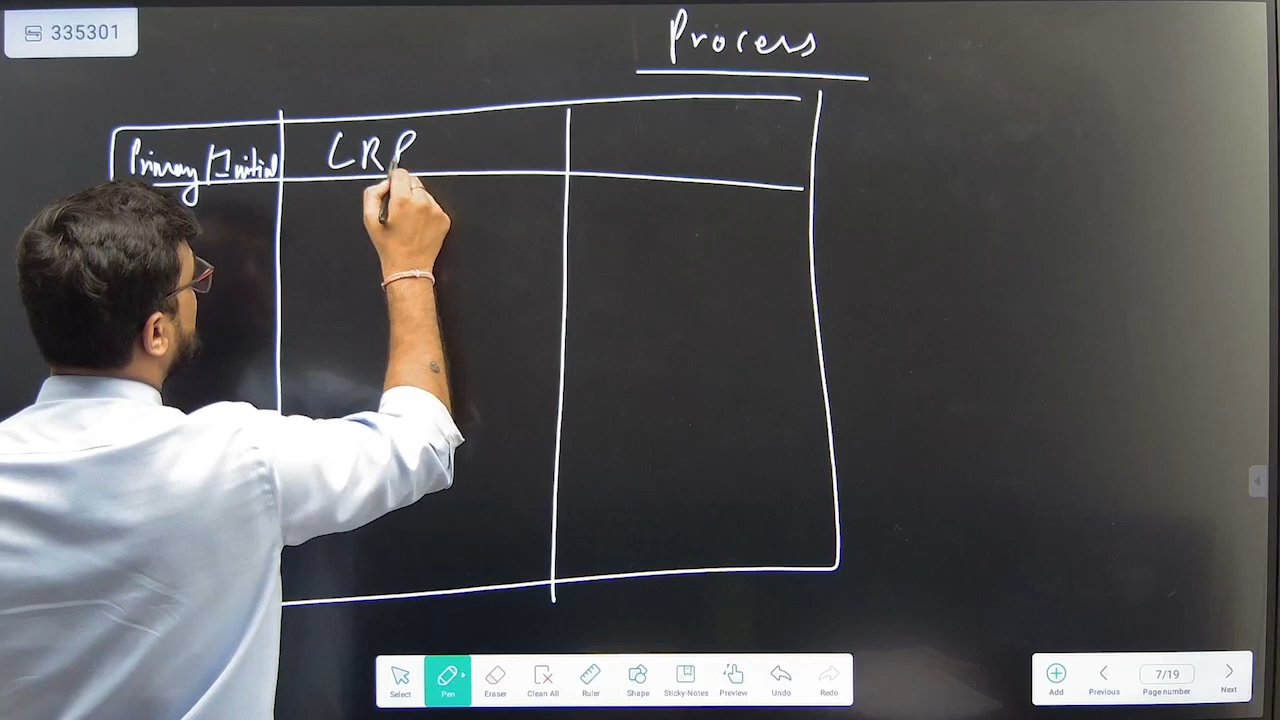 335301
Process
Primary/Initial CRP
Select Pen Eraser Clean All Ruler Shape Sticky-Notes Preview Undo Redo
Add Previous 7/19 Page number Next